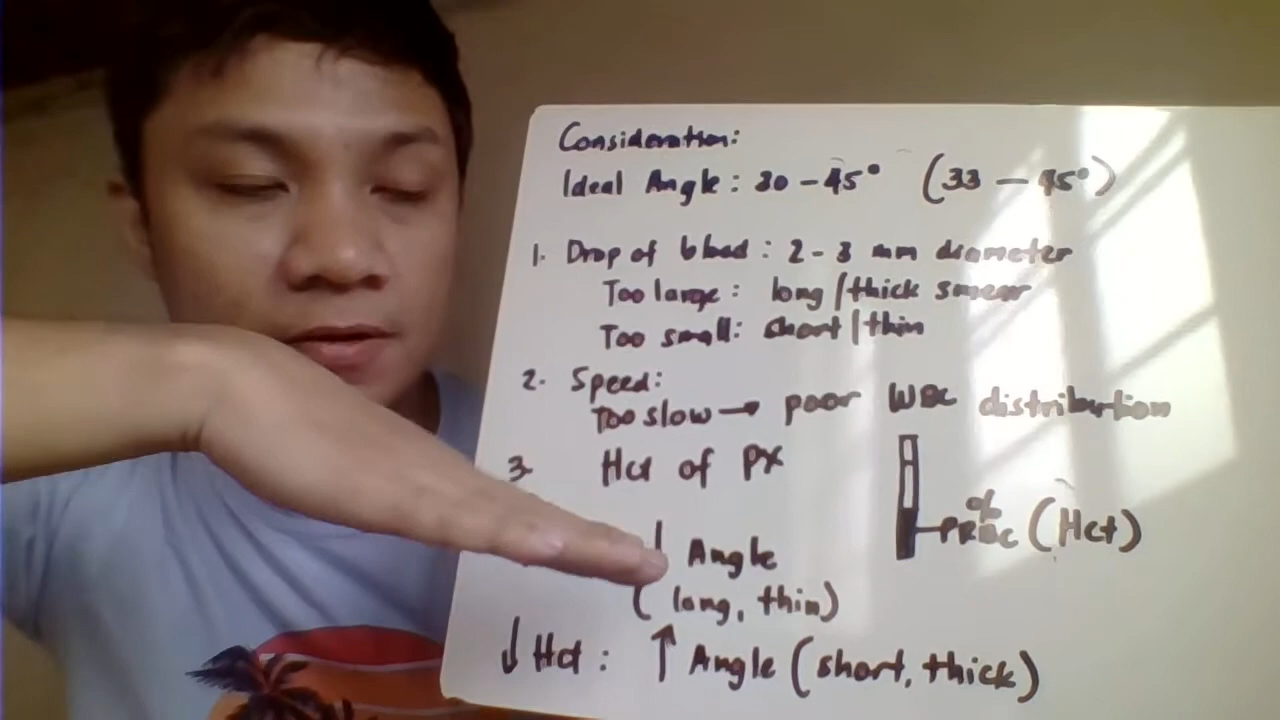 Consideration:
Ideal Angle: 30 - 45° (33 - 45°)
1. Drop of blood: 2 - 3 mm diameter
Too large: long/thick smear
Too small: short/thin
2. Speed:
Too slow → poor WBC distribution
3. Hct of PX
% PRBC (Hct)
↓ Angle
(long, thin)
↓ Hct: ↑ Angle (short, thick)